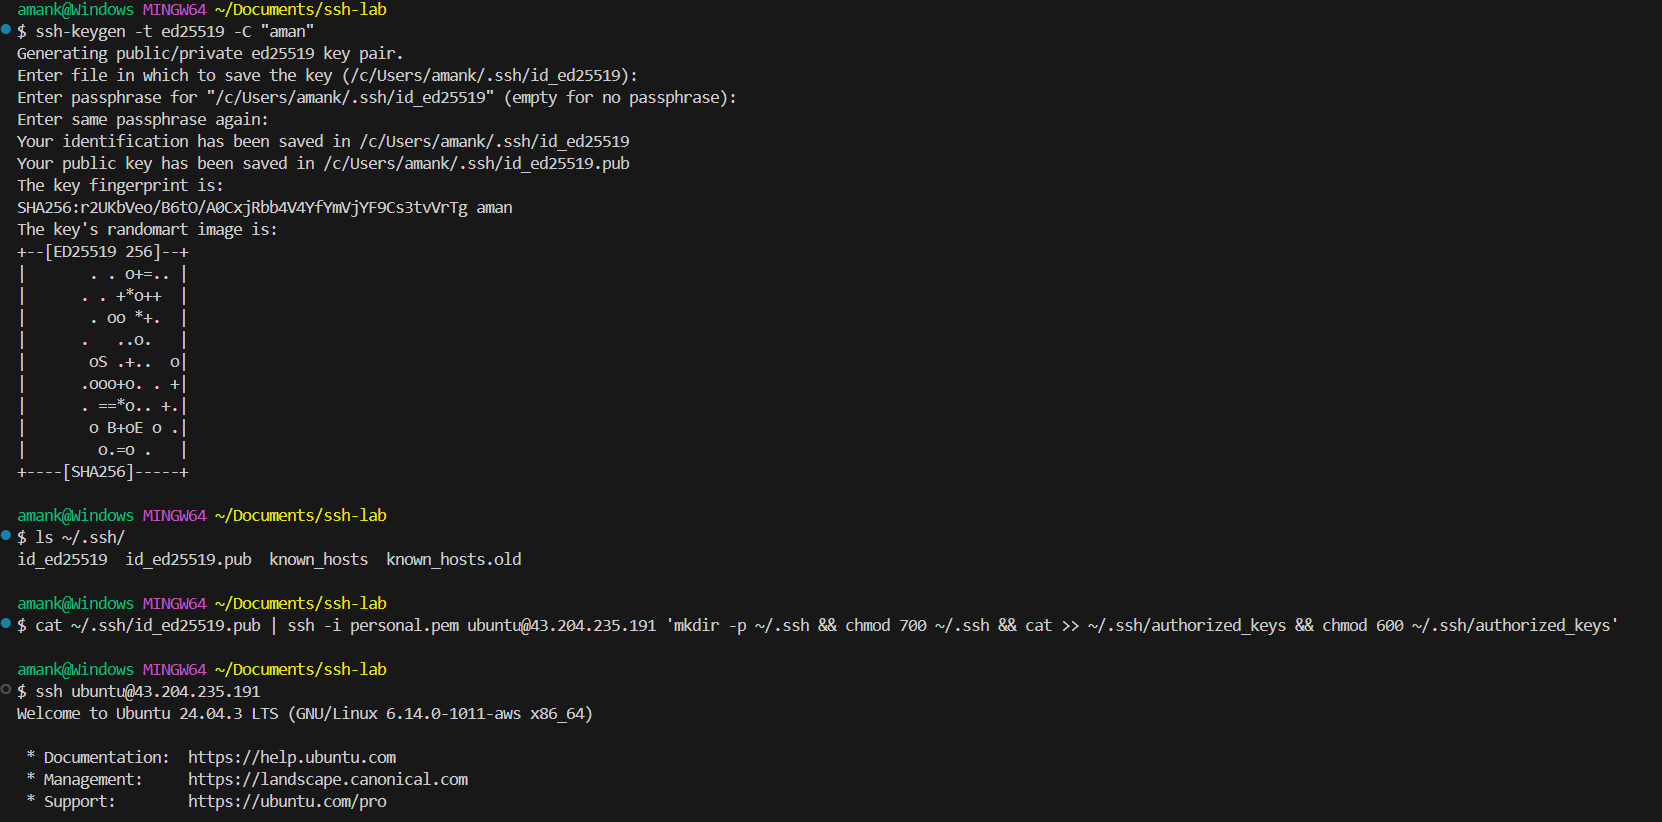 amank@Windows MINGW64 ~/Documents/ssh-lab
$ ssh-keygen -t ed25519 -C "aman"
Generating public/private ed25519 key pair.
Enter file in which to save the key (/c/Users/amank/.ssh/id_ed25519):
Enter passphrase for "/c/Users/amank/.ssh/id_ed25519" (empty for no passphrase):
Enter same passphrase again:
Your identification has been saved in /c/Users/amank/.ssh/id_ed25519
Your public key has been saved in /c/Users/amank/.ssh/id_ed25519.pub
The key fingerprint is:
SHA256:r2UKbVeo/B6tO/A0CxjRbb4V4YfYmVjYF9Cs3tvVrTg aman
The key's randomart image is:
+--[ED25519 256]--+
|       . . o+=.. |
|      . . +*o++  |
|       . oo *+.  |
|      .   ..o.   |
|       oS .+..  o|
|      .ooo+o. . +|
|      . ==*o.. +.|
|       o B+oE o .|
|        o.=o .   |
+----[SHA256]-----+
amank@Windows MINGW64 ~/Documents/ssh-lab
$ ls ~/.ssh/
id_ed25519  id_ed25519.pub  known_hosts  known_hosts.old
amank@Windows MINGW64 ~/Documents/ssh-lab
$ cat ~/.ssh/id_ed25519.pub | ssh -i personal.pem ubuntu@43.204.235.191 'mkdir -p ~/.ssh && chmod 700 ~/.ssh && cat >> ~/.ssh/authorized_keys && chmod 600 ~/.ssh/authorized_keys'
amank@Windows MINGW64 ~/Documents/ssh-lab
$ ssh ubuntu@43.204.235.191
Welcome to Ubuntu 24.04.3 LTS (GNU/Linux 6.14.0-1011-aws x86_64)
 * Documentation:  https://help.ubuntu.com
 * Management:     https://landscape.canonical.com
 * Support:        https://ubuntu.com/pro